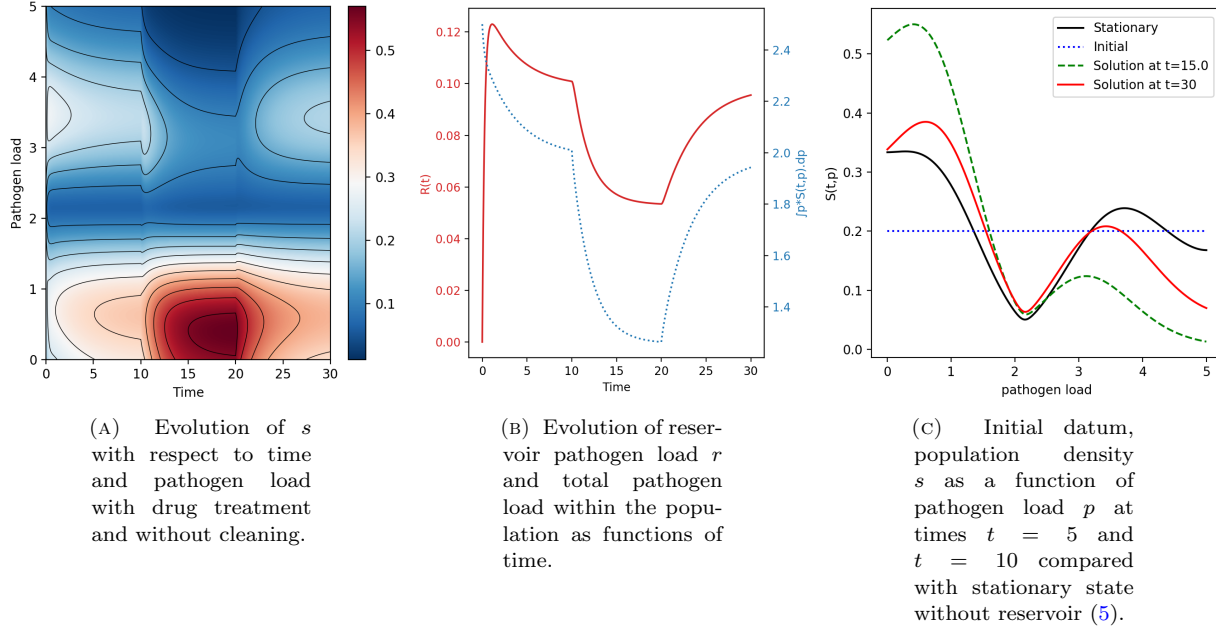 5
4
3
2
1
0
Pathogen load
0
5
10
15
20
25
30
Time
0.5
0.4
0.3
0.2
0.1
0.12
0.10
0.08
0.06
0.04
0.02
0.00
R(t)
0
5
10
15
20
25
30
Time
2.4
2.2
2.0
1.8
1.6
1.4
∫p*S(t,p).dp
0.5
0.4
0.3
0.2
0.1
0.0
S(t,p)
0
1
2
3
4
5
pathogen load
Stationary
Initial
Solution at t=15.0
Solution at t=30
(A) Evolution of s
with respect to time
and pathogen load
with drug treatment
and without cleaning.
(B) Evolution of reser-
voir pathogen load r
and total pathogen
load within the popu-
lation as functions of
time.
(C) Initial datum,
population density
s as a function of
pathogen load p at
times t = 5 and
t = 10 compared
with stationary state
without reservoir (5).